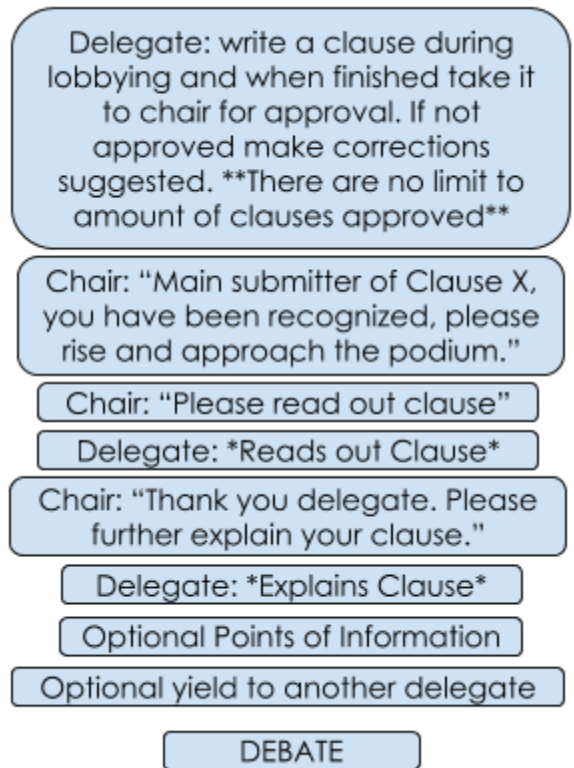 Delegate: write a clause during
lobbying and when finished take it
to chair for approval. If not
approved make corrections
suggested. **There are no limit to
amount of clauses approved**
Chair: “Main submitter of Clause X,
you have been recognized, please
rise and approach the podium.”
Chair: “Please read out clause”
Delegate: *Reads out Clause*
Chair: “Thank you delegate. Please
further explain your clause.”
Delegate: *Explains Clause*
Optional Points of Information
Optional yield to another delegate
DEBATE